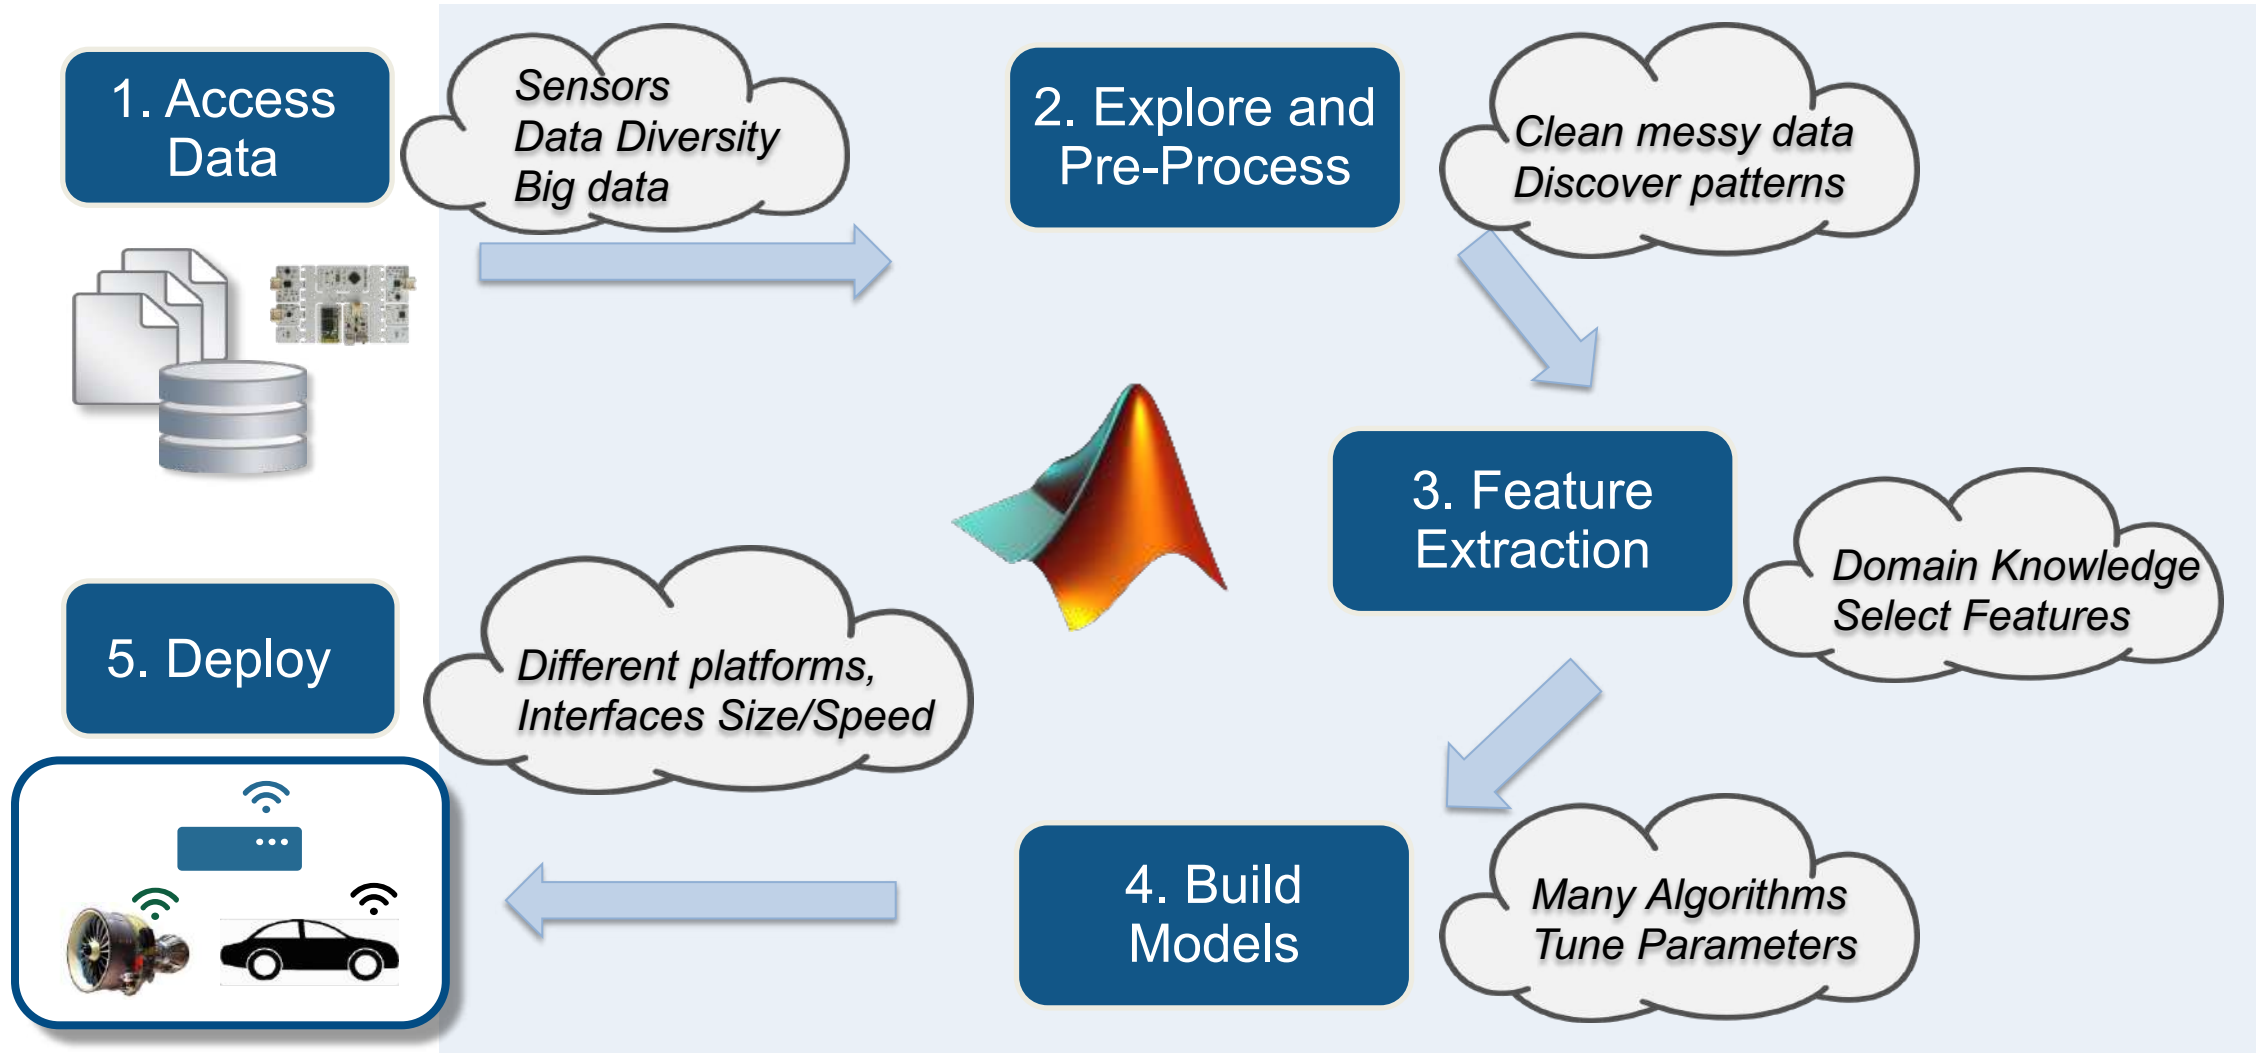 1. Access
Data
Sensors
Data Diversity
Big data
2. Explore and
Pre-Process
Clean messy data
Discover patterns
3. Feature
Extraction
Domain Knowledge
Select Features
4. Build
Models
Many Algorithms
Tune Parameters
5. Deploy
Different platforms,
Interfaces Size/Speed